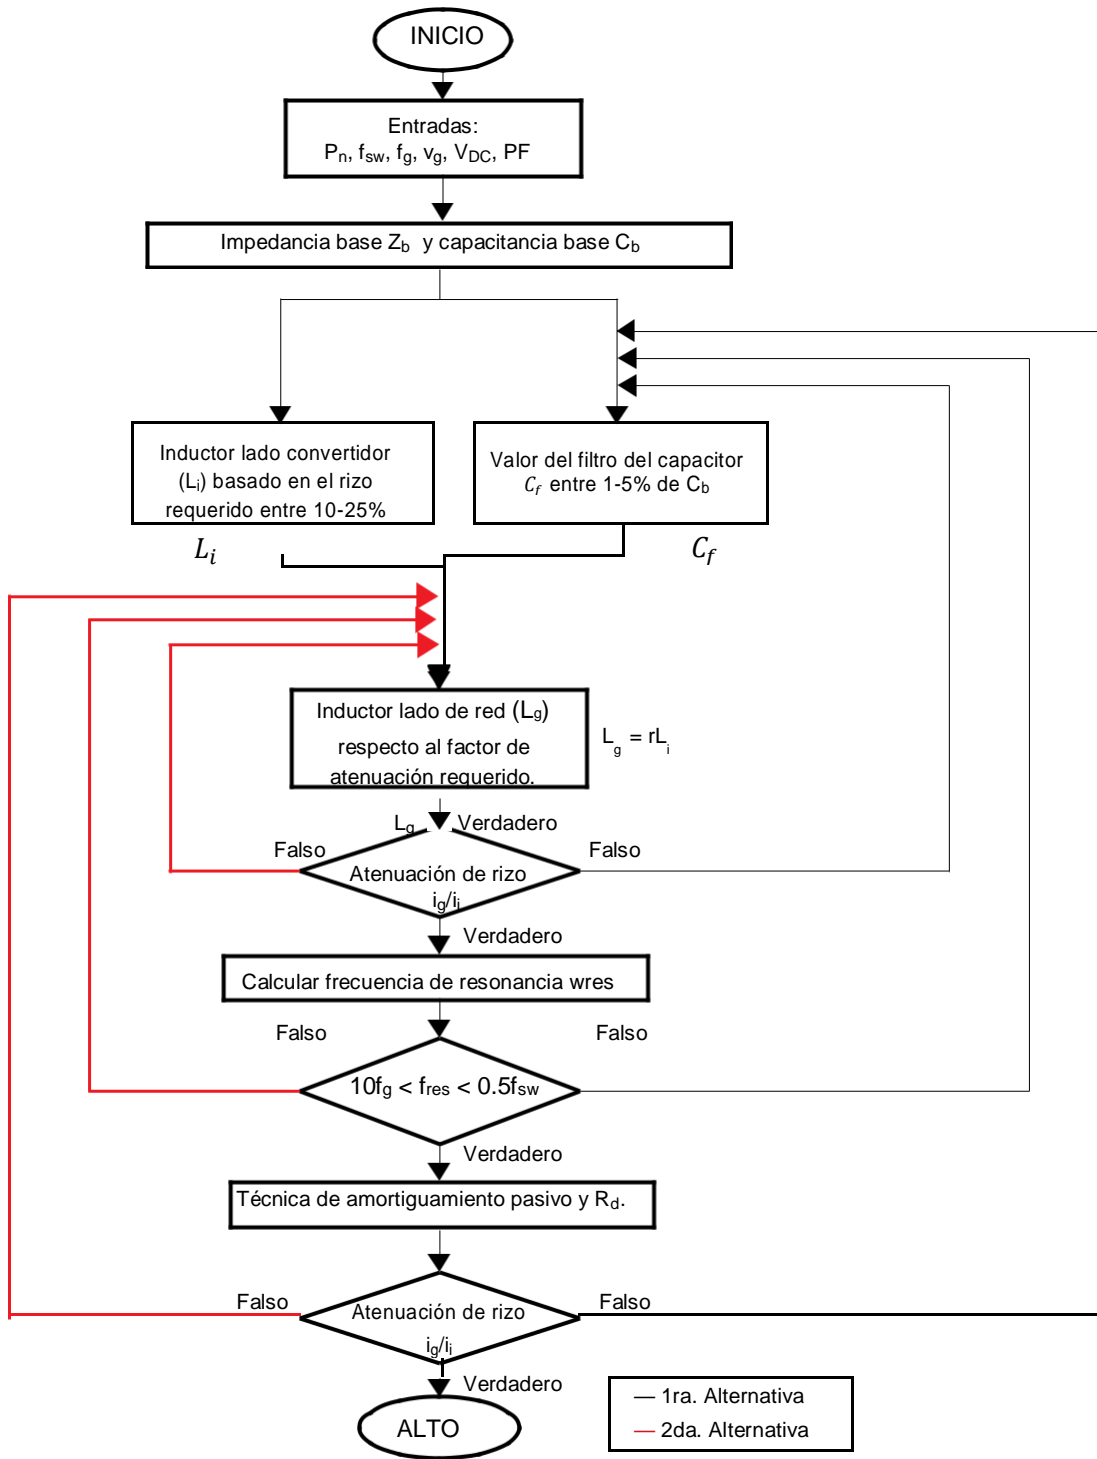 INICIO
Entradas:
Pn, fsw, fg, vg, VDC, PF
Impedancia base Zb y capacitancia base Cb
Inductor lado convertidor
(Li) basado en el rizo
requerido entre 10-25%
Valor del filtro del capacitor
Cf entre 1-5% de Cb
Li
Cf
Inductor lado de red (Lg)
respecto al factor de
atenuación requerido.
Lg = rLi
Lg
Verdadero
Falso
Falso
Atenuación de rizo
ig/ii
Verdadero
Calcular frecuencia de resonancia wres
Falso
Falso
10fg < fres < 0.5fsw
Verdadero
Técnica de amortiguamiento pasivo y Rd.
Falso
Falso
Atenuación de rizo
ig/ii
Verdadero
ALTO
— 1ra. Alternativa
— 2da. Alternativa